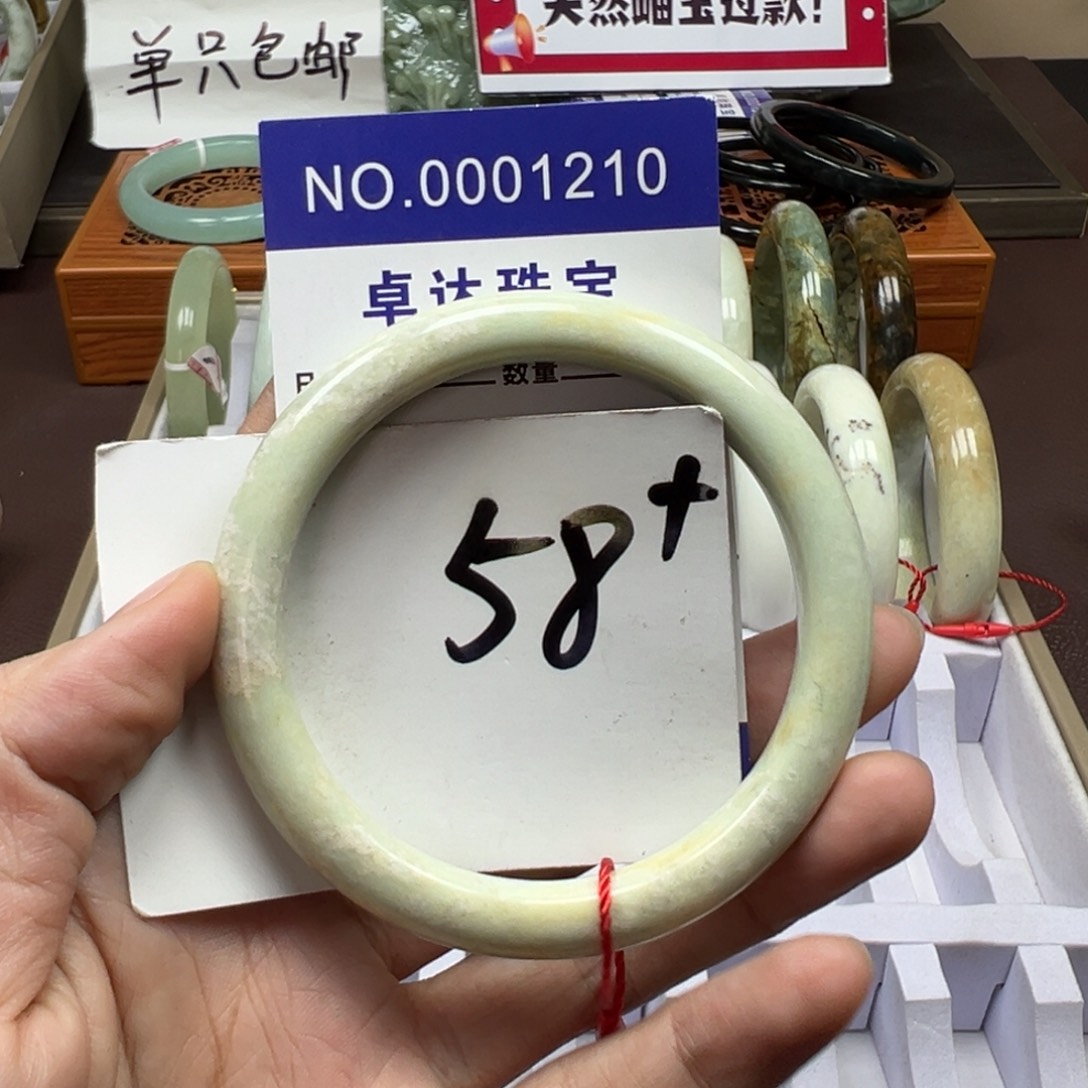 单只包邮
天然岫玉过款!
NO.0001210
卓达珠宝
数量
58+